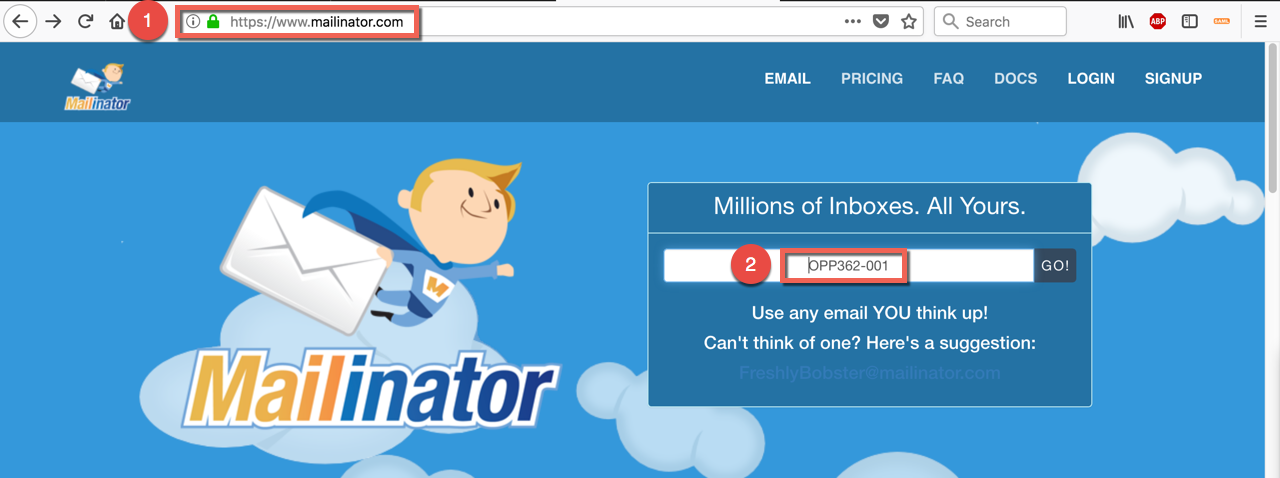 1
https://www.mailinator.com
Search
ABP
SAML
Mailinator
EMAIL PRICING FAQ DOCS LOGIN SIGNUP
Millions of Inboxes. All Yours.
2
OPP362-001
GO!
Use any email YOU think up!
Can't think of one? Here's a suggestion:
FreshlyBobster@mailinator.com
M
Mailinator